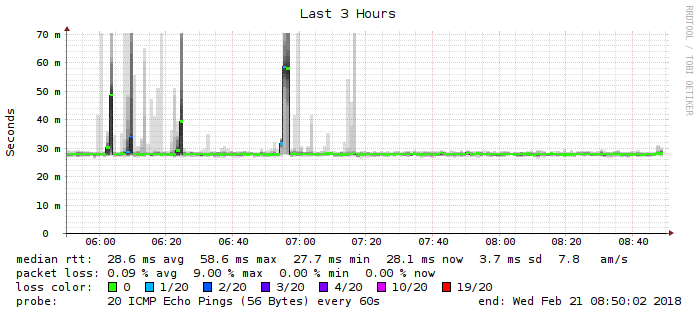 Last 3 Hours
RRDTOOL / TOBI OETIKER
Seconds
70 m
60 m
50 m
40 m
30 m
20 m
10 m
0
06:00 06:20 06:40 07:00 07:20 07:40 08:00 08:20 08:40
median rtt: 28.6 ms avg 58.6 ms max 27.7 ms min 28.1 ms now 3.7 ms sd 7.8 am/s
packet loss: 0.09 % avg 9.00 % max 0.00 % min 0.00 % now
loss color: 0 1/20 2/20 3/20 4/20 10/20 19/20
probe: 20 ICMP Echo Pings (56 Bytes) every 60s end: Wed Feb 21 08:50:02 2018